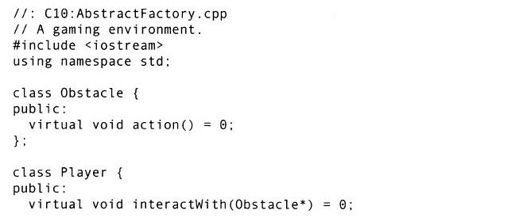 //: C10:AbstractFactory.cpp
// A gaming environment.
#include <iostream>
using namespace std;

class Obstacle {
public:
  virtual void action() = 0;
};

class Player {
public:
  virtual void interactWith(Obstacle*) = 0;